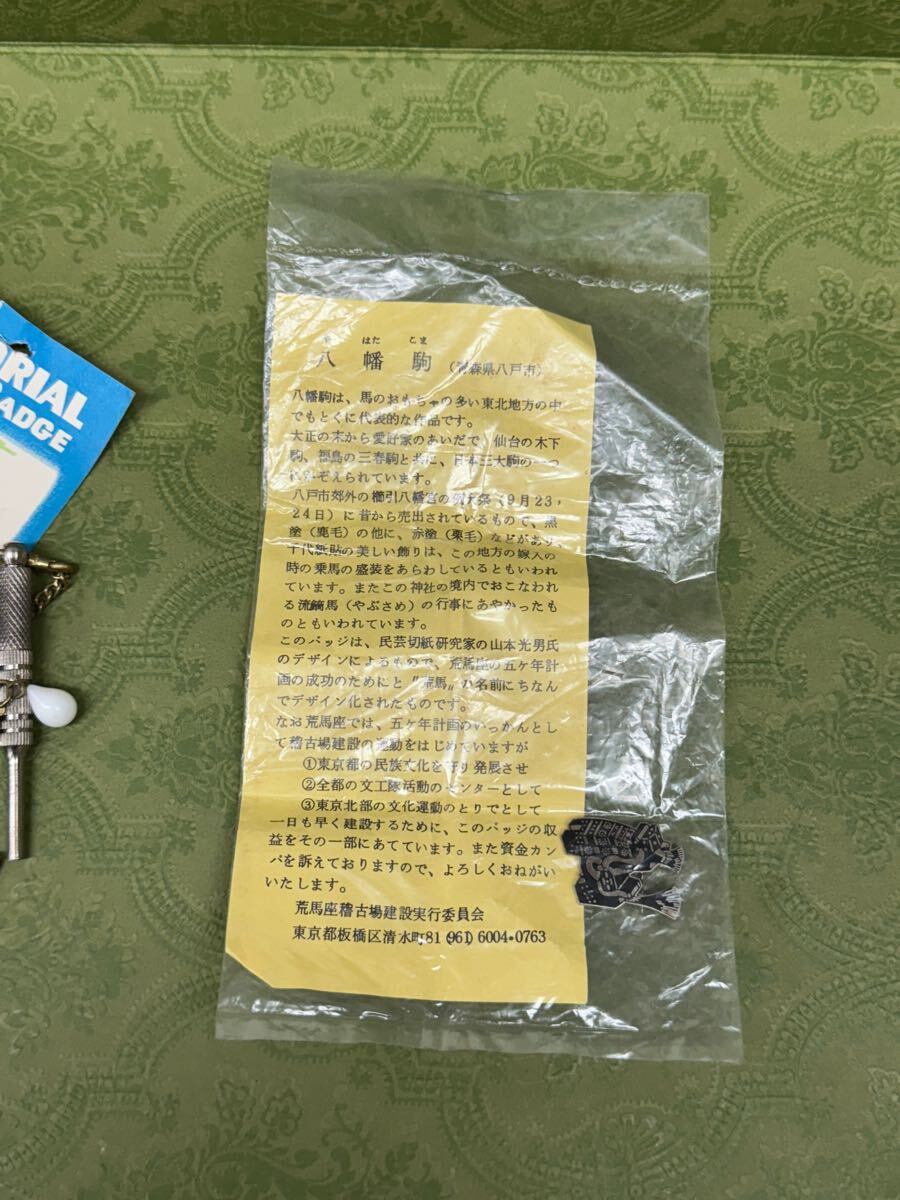 ORIAL
BADGE
はた こま
八幡駒 (青森県八戸市)
八幡駒は、馬のおもちゃの多い東北地方の中
でもとくに代表的な作品です。
大正の末から愛好家のあいだで、仙台の木下
駒、福島の三春駒と共に、日本三大駒の一つ
にかぞえられています。
八戸市郊外の櫛引八幡宮の例大祭(9月23,
24日)に昔から売出されているもので、黒
塗(鹿毛)の他に、赤塗(栗毛)などがあり、
千代紙貼の美しい飾りは、この地方の嫁入の
時の乗馬の盛装をあらわしているともいわれ
ています。またこの神社の境内でおこなわれ
る流鏑馬(やぶさめ)の行事にあやかったも
のともいわれています。
このバッジは、民芸切紙研究家の山本光男氏
のデザインによるもので、荒馬座の五ヶ年計
画の成功のためにと〝荒馬〟の名前にちなん
でデザイン化されたものです。
なお荒馬座では、五ヶ年計画のいっかんとし
て稽古場建設の運動をはじめていますが
①東京都の民族文化を守り発展させ
②全都の文工隊活動のセンターとして
③東京北部の文化運動のとりでとして
一日も早く建設するために、このバッジの収
益をその一部にあてています。また資金カン
パを訴えておりますので、よろしくおねがい
いたします。
荒馬座稽古場建設実行委員会
東京都板橋区清水町81 (961) 6004・0763